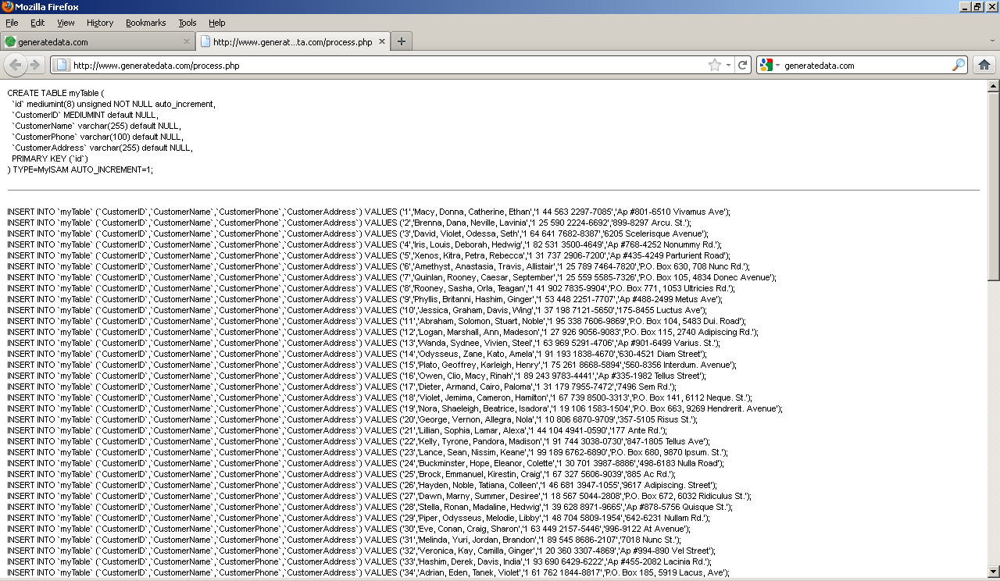 Mozilla Firefox
File Edit View History Bookmarks Tools Help
generatedata.com
http://www.generat...ta.com/process.php
http://www.generatedata.com/process.php
generatedata.com
CREATE TABLE myTable (
`id` mediumint(8) unsigned NOT NULL auto_increment,
`CustomerID` MEDIUMINT default NULL,
`CustomerName` varchar(255) default NULL,
`CustomerPhone` varchar(100) default NULL,
`CustomerAddress` varchar(255) default NULL,
PRIMARY KEY (`id`)
) TYPE=MyISAM AUTO_INCREMENT=1;
INSERT INTO `myTable` (`CustomerID`,`CustomerName`,`CustomerPhone`,`CustomerAddress`) VALUES ('1','Macy, Donna, Catherine, Ethan','1 44 563 2297-7085','Ap #801-6510 Vivamus Ave');
INSERT INTO `myTable` (`CustomerID`,`CustomerName`,`CustomerPhone`,`CustomerAddress`) VALUES ('2','Brenna, Dana, Neville, Lavinia','1 25 590 2224-6692','899-8297 Arcu. St.');
INSERT INTO `myTable` (`CustomerID`,`CustomerName`,`CustomerPhone`,`CustomerAddress`) VALUES ('3','David, Violet, Odessa, Seth','1 64 641 7682-8387','6205 Scelerisque Avenue');
INSERT INTO `myTable` (`CustomerID`,`CustomerName`,`CustomerPhone`,`CustomerAddress`) VALUES ('4','Iris, Louis, Deborah, Hedwig','1 82 531 3500-4649','Ap #768-4252 Nonummy Rd.');
INSERT INTO `myTable` (`CustomerID`,`CustomerName`,`CustomerPhone`,`CustomerAddress`) VALUES ('5','Xenos, Kitra, Petra, Rebecca','1 31 737 2906-7200','Ap #435-4249 Parturient Road');
INSERT INTO `myTable` (`CustomerID`,`CustomerName`,`CustomerPhone`,`CustomerAddress`) VALUES ('6','Amethyst, Anastasia, Travis, Allistair','1 25 789 7464-7820','P.O. Box 630, 708 Nunc Rd.');
INSERT INTO `myTable` (`CustomerID`,`CustomerName`,`CustomerPhone`,`CustomerAddress`) VALUES ('7','Quinlan, Rooney, Caesar, September','1 25 559 5585-7326','P.O. Box 105, 4834 Donec Avenue');
INSERT INTO `myTable` (`CustomerID`,`CustomerName`,`CustomerPhone`,`CustomerAddress`) VALUES ('8','Rooney, Sasha, Orla, Teagan','1 41 902 7835-9904','P.O. Box 771, 1053 Ultricies Rd.');
INSERT INTO `myTable` (`CustomerID`,`CustomerName`,`CustomerPhone`,`CustomerAddress`) VALUES ('9','Phyllis, Britanni, Hashim, Ginger','1 53 448 2251-7707','Ap #488-2499 Metus Ave');
INSERT INTO `myTable` (`CustomerID`,`CustomerName`,`CustomerPhone`,`CustomerAddress`) VALUES ('10','Jessica, Graham, Davis, Wing','1 37 198 7121-5650','175-8455 Luctus Ave');
INSERT INTO `myTable` (`CustomerID`,`CustomerName`,`CustomerPhone`,`CustomerAddress`) VALUES ('11','Abraham, Solomon, Stuart, Noble','1 95 338 7606-9869','P.O. Box 104, 5483 Dui. Road');
INSERT INTO `myTable` (`CustomerID`,`CustomerName`,`CustomerPhone`,`CustomerAddress`) VALUES ('12','Logan, Marshall, Ann, Madeson','1 27 926 9056-9083','P.O. Box 115, 2740 Adipiscing Rd.');
INSERT INTO `myTable` (`CustomerID`,`CustomerName`,`CustomerPhone`,`CustomerAddress`) VALUES ('13','Wanda, Sydnee, Vivien, Steel','1 63 969 5291-4706','Ap #901-6499 Varius. St.');
INSERT INTO `myTable` (`CustomerID`,`CustomerName`,`CustomerPhone`,`CustomerAddress`) VALUES ('14','Odysseus, Zane, Kato, Amela','1 91 193 1838-4670','630-4521 Diam Street');
INSERT INTO `myTable` (`CustomerID`,`CustomerName`,`CustomerPhone`,`CustomerAddress`) VALUES ('15','Plato, Geoffrey, Karleigh, Henry','1 75 261 8668-5894','560-8356 Interdum. Avenue');
INSERT INTO `myTable` (`CustomerID`,`CustomerName`,`CustomerPhone`,`CustomerAddress`) VALUES ('16','Owen, Clio, Macy, Rinah','1 89 243 9783-4441','Ap #335-1982 Tellus Street');
INSERT INTO `myTable` (`CustomerID`,`CustomerName`,`CustomerPhone`,`CustomerAddress`) VALUES ('17','Dieter, Armand, Cairo, Paloma','1 31 179 7955-7472','7496 Sem Rd.');
INSERT INTO `myTable` (`CustomerID`,`CustomerName`,`CustomerPhone`,`CustomerAddress`) VALUES ('18','Violet, Jemima, Cameron, Hamilton','1 67 739 8500-3313','P.O. Box 141, 6112 Neque. St.');
INSERT INTO `myTable` (`CustomerID`,`CustomerName`,`CustomerPhone`,`CustomerAddress`) VALUES ('19','Nora, Shaeleigh, Beatrice, Isadora','1 19 106 1583-1504','P.O. Box 663, 9269 Hendrerit. Avenue');
INSERT INTO `myTable` (`CustomerID`,`CustomerName`,`CustomerPhone`,`CustomerAddress`) VALUES ('20','George, Vernon, Allegra, Nola','1 10 806 6870-9709','357-5105 Risus St.');
INSERT INTO `myTable` (`CustomerID`,`CustomerName`,`CustomerPhone`,`CustomerAddress`) VALUES ('21','Lillian, Sophia, Lamar, Alexa','1 44 104 4941-0590','177 Ante Rd.');
INSERT INTO `myTable` (`CustomerID`,`CustomerName`,`CustomerPhone`,`CustomerAddress`) VALUES ('22','Kelly, Tyrone, Pandora, Madison','1 91 744 3038-0730','847-1805 Tellus Ave');
INSERT INTO `myTable` (`CustomerID`,`CustomerName`,`CustomerPhone`,`CustomerAddress`) VALUES ('23','Lance, Sean, Nissim, Keane','1 99 189 6762-6890','P.O. Box 680, 9870 Ipsum. St.');
INSERT INTO `myTable` (`CustomerID`,`CustomerName`,`CustomerPhone`,`CustomerAddress`) VALUES ('24','Buckminster, Hope, Eleanor, Colette','1 30 701 3987-8886','498-6183 Nulla Road');
INSERT INTO `myTable` (`CustomerID`,`CustomerName`,`CustomerPhone`,`CustomerAddress`) VALUES ('25','Brock, Emmanuel, Kirestin, Craig','1 67 327 5606-9039','885 Ac Rd.');
INSERT INTO `myTable` (`CustomerID`,`CustomerName`,`CustomerPhone`,`CustomerAddress`) VALUES ('26','Hayden, Noble, Tatiana, Colleen','1 46 681 3947-1055','9617 Adipiscing. Street');
INSERT INTO `myTable` (`CustomerID`,`CustomerName`,`CustomerPhone`,`CustomerAddress`) VALUES ('27','Dawn, Marny, Summer, Desiree','1 18 567 5044-2808','P.O. Box 672, 6032 Ridiculus St.');
INSERT INTO `myTable` (`CustomerID`,`CustomerName`,`CustomerPhone`,`CustomerAddress`) VALUES ('28','Stella, Ronan, Madaline, Hedwig','1 39 628 8971-9665','Ap #878-5756 Quisque St.');
INSERT INTO `myTable` (`CustomerID`,`CustomerName`,`CustomerPhone`,`CustomerAddress`) VALUES ('29','Piper, Odysseus, Melodie, Libby','1 48 704 5809-1954','642-6231 Nullam Rd.');
INSERT INTO `myTable` (`CustomerID`,`CustomerName`,`CustomerPhone`,`CustomerAddress`) VALUES ('30','Eve, Conan, Craig, Sharon','1 63 449 2157-5446','996-9122 At Avenue');
INSERT INTO `myTable` (`CustomerID`,`CustomerName`,`CustomerPhone`,`CustomerAddress`) VALUES ('31','Melinda, Yuri, Jordan, Brandon','1 89 545 8686-2107','7018 Nunc St.');
INSERT INTO `myTable` (`CustomerID`,`CustomerName`,`CustomerPhone`,`CustomerAddress`) VALUES ('32','Veronica, Kay, Camilla, Ginger','1 20 360 3307-4869','Ap #994-890 Vel Street');
INSERT INTO `myTable` (`CustomerID`,`CustomerName`,`CustomerPhone`,`CustomerAddress`) VALUES ('33','Hashim, Derek, Davis, India','1 93 690 6429-6222','Ap #455-2082 Lacinia Rd.');
INSERT INTO `myTable` (`CustomerID`,`CustomerName`,`CustomerPhone`,`CustomerAddress`) VALUES ('34','Adrian, Eden, Tanek, Violet','1 61 762 1844-8817','P.O. Box 185, 5919 Lacus, Ave');